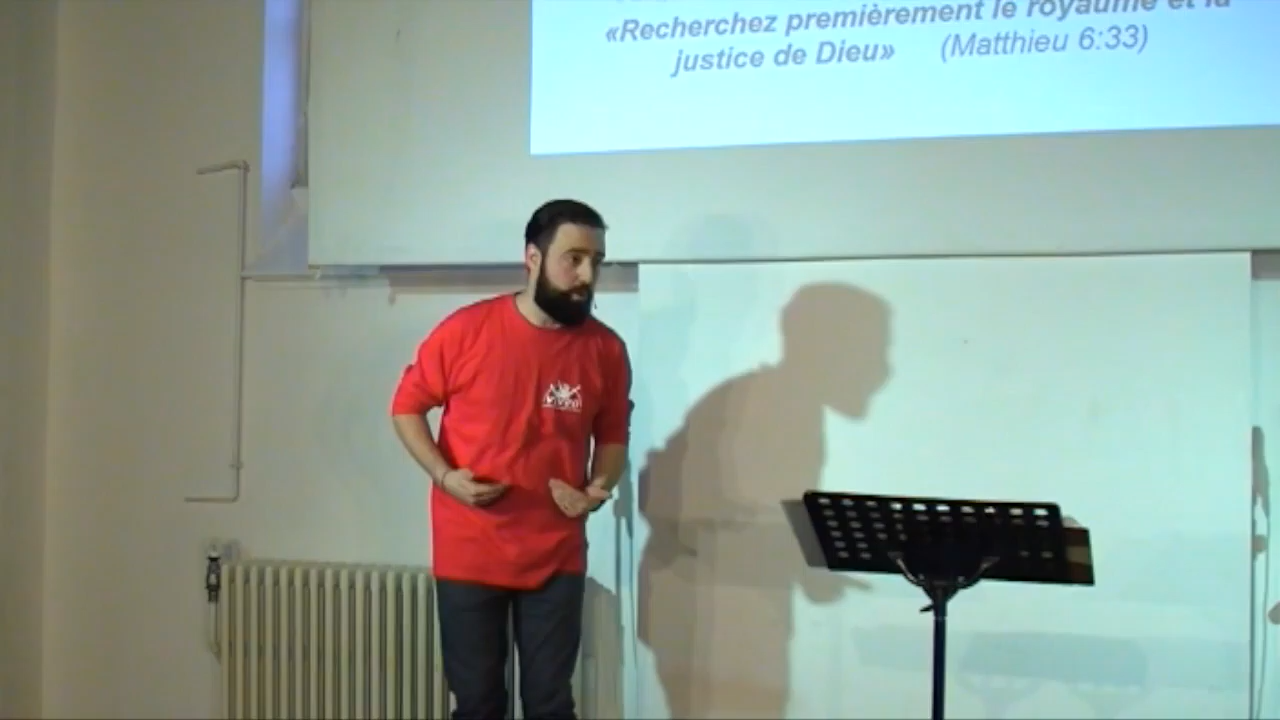 «Recherchez premièrement le royaume et la
justice de Dieu» (Matthieu 6:33)